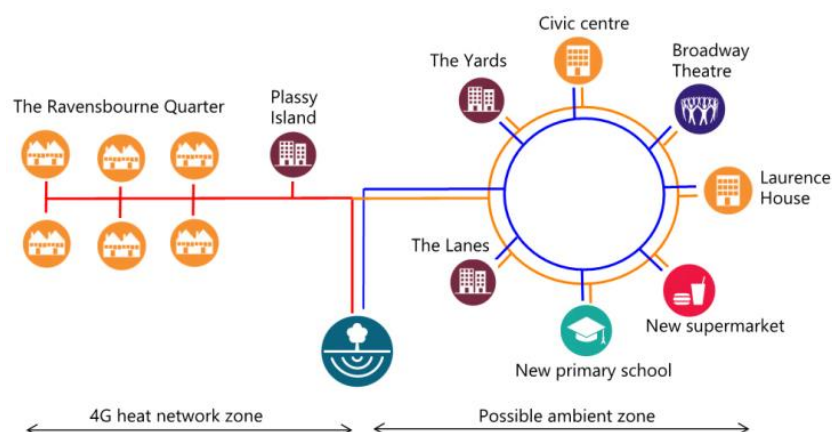 Civic centre
The Yards
Broadway
Theatre
The Ravensbourne Quarter
Plassy
Island
Laurence
House
The Lanes
New supermarket
New primary school
4G heat network zone
Possible ambient zone